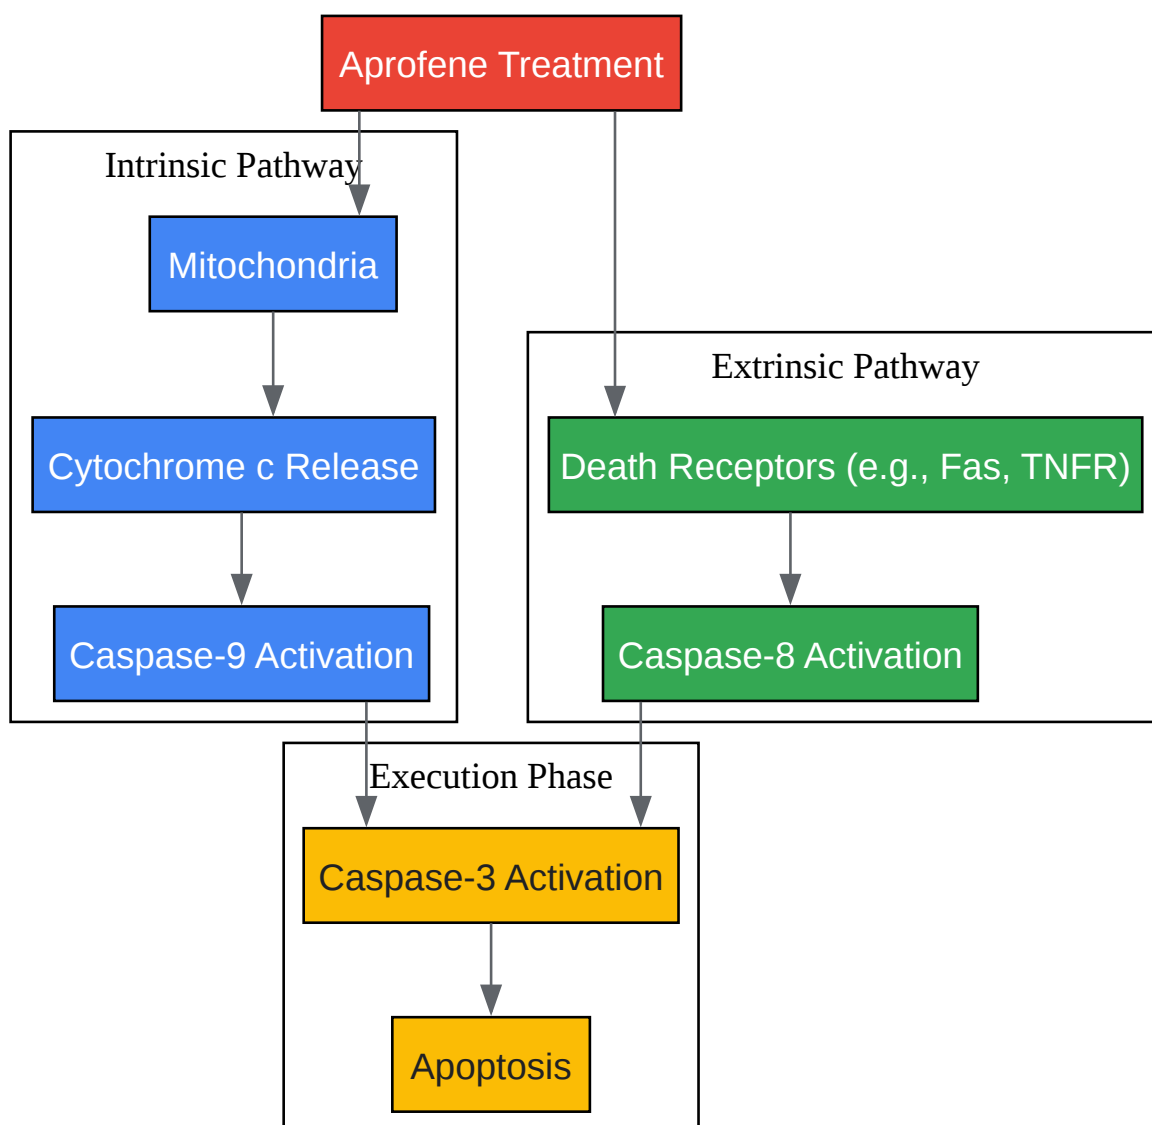 Aprofene Treatment
Intrinsic Pathway
Mitochondria
Cytochrome c Release
Caspase-9 Activation
Extrinsic Pathway
Death Receptors (e.g., Fas, TNFR)
Caspase-8 Activation
Execution Phase
Caspase-3 Activation
Apoptosis